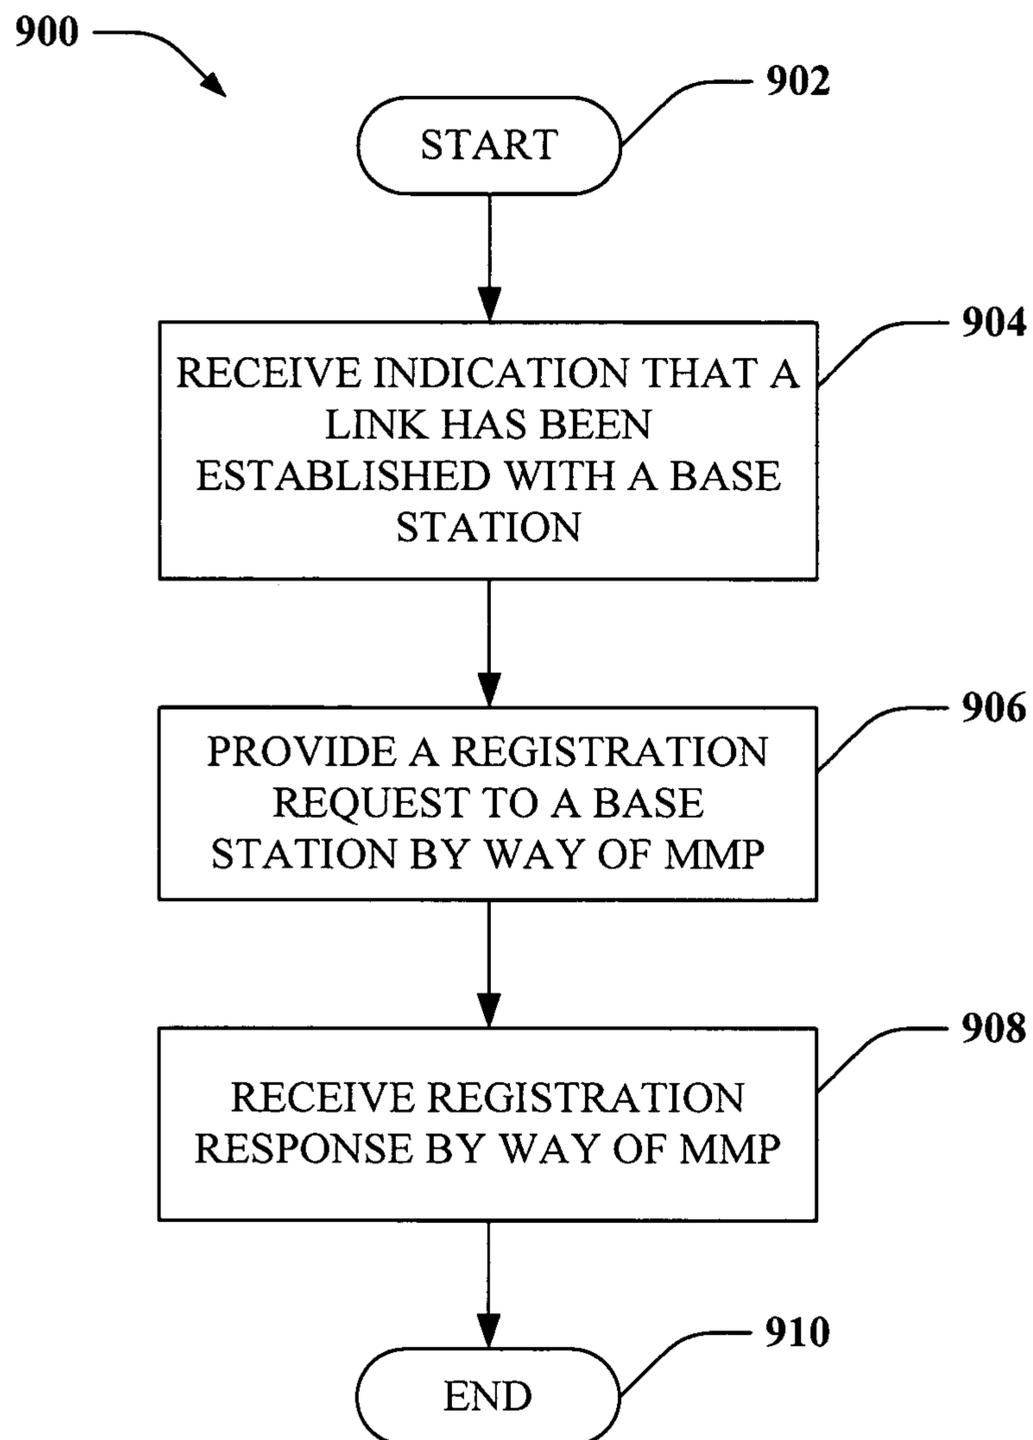 900
902
START
904
RECEIVE INDICATION THAT A
LINK HAS BEEN
ESTABLISHED WITH A BASE
STATION
906
PROVIDE A REGISTRATION
REQUEST TO A BASE
STATION BY WAY OF MMP
908
RECEIVE REGISTRATION
RESPONSE BY WAY OF MMP
910
END